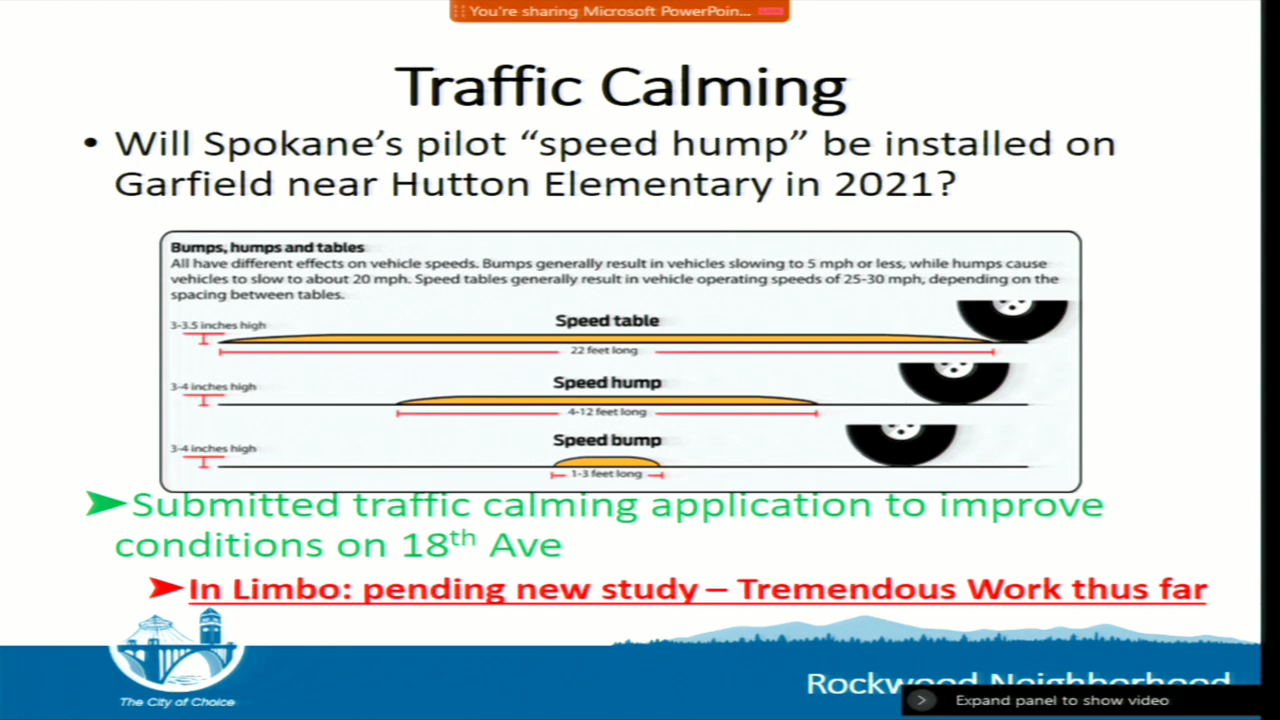 You're sharing Microsoft PowerPoin...
Traffic Calming
• Will Spokane's pilot “speed hump” be installed on
Garfield near Hutton Elementary in 2021?
Bumps, humps and tables
All have different effects on vehicle speeds. Bumps generally result in vehicles slowing to 5 mph or less, while humps cause
vehicles to slow to about 20 mph. Speed tables generally result in vehicle operating speeds of 25-30 mph, depending on the
spacing between tables.
Speed table
3-3.5 inches high
22 feet long
Speed hump
3-4 inches high
4-12 feet long
Speed bump
3-4 inches high
1-3 feet long
➤Submitted traffic calming application to improve
conditions on 18th Ave
➤In Limbo: pending new study – Tremendous Work thus far
The City of Choice
Rockwood Neighborhood
Expand panel to show video